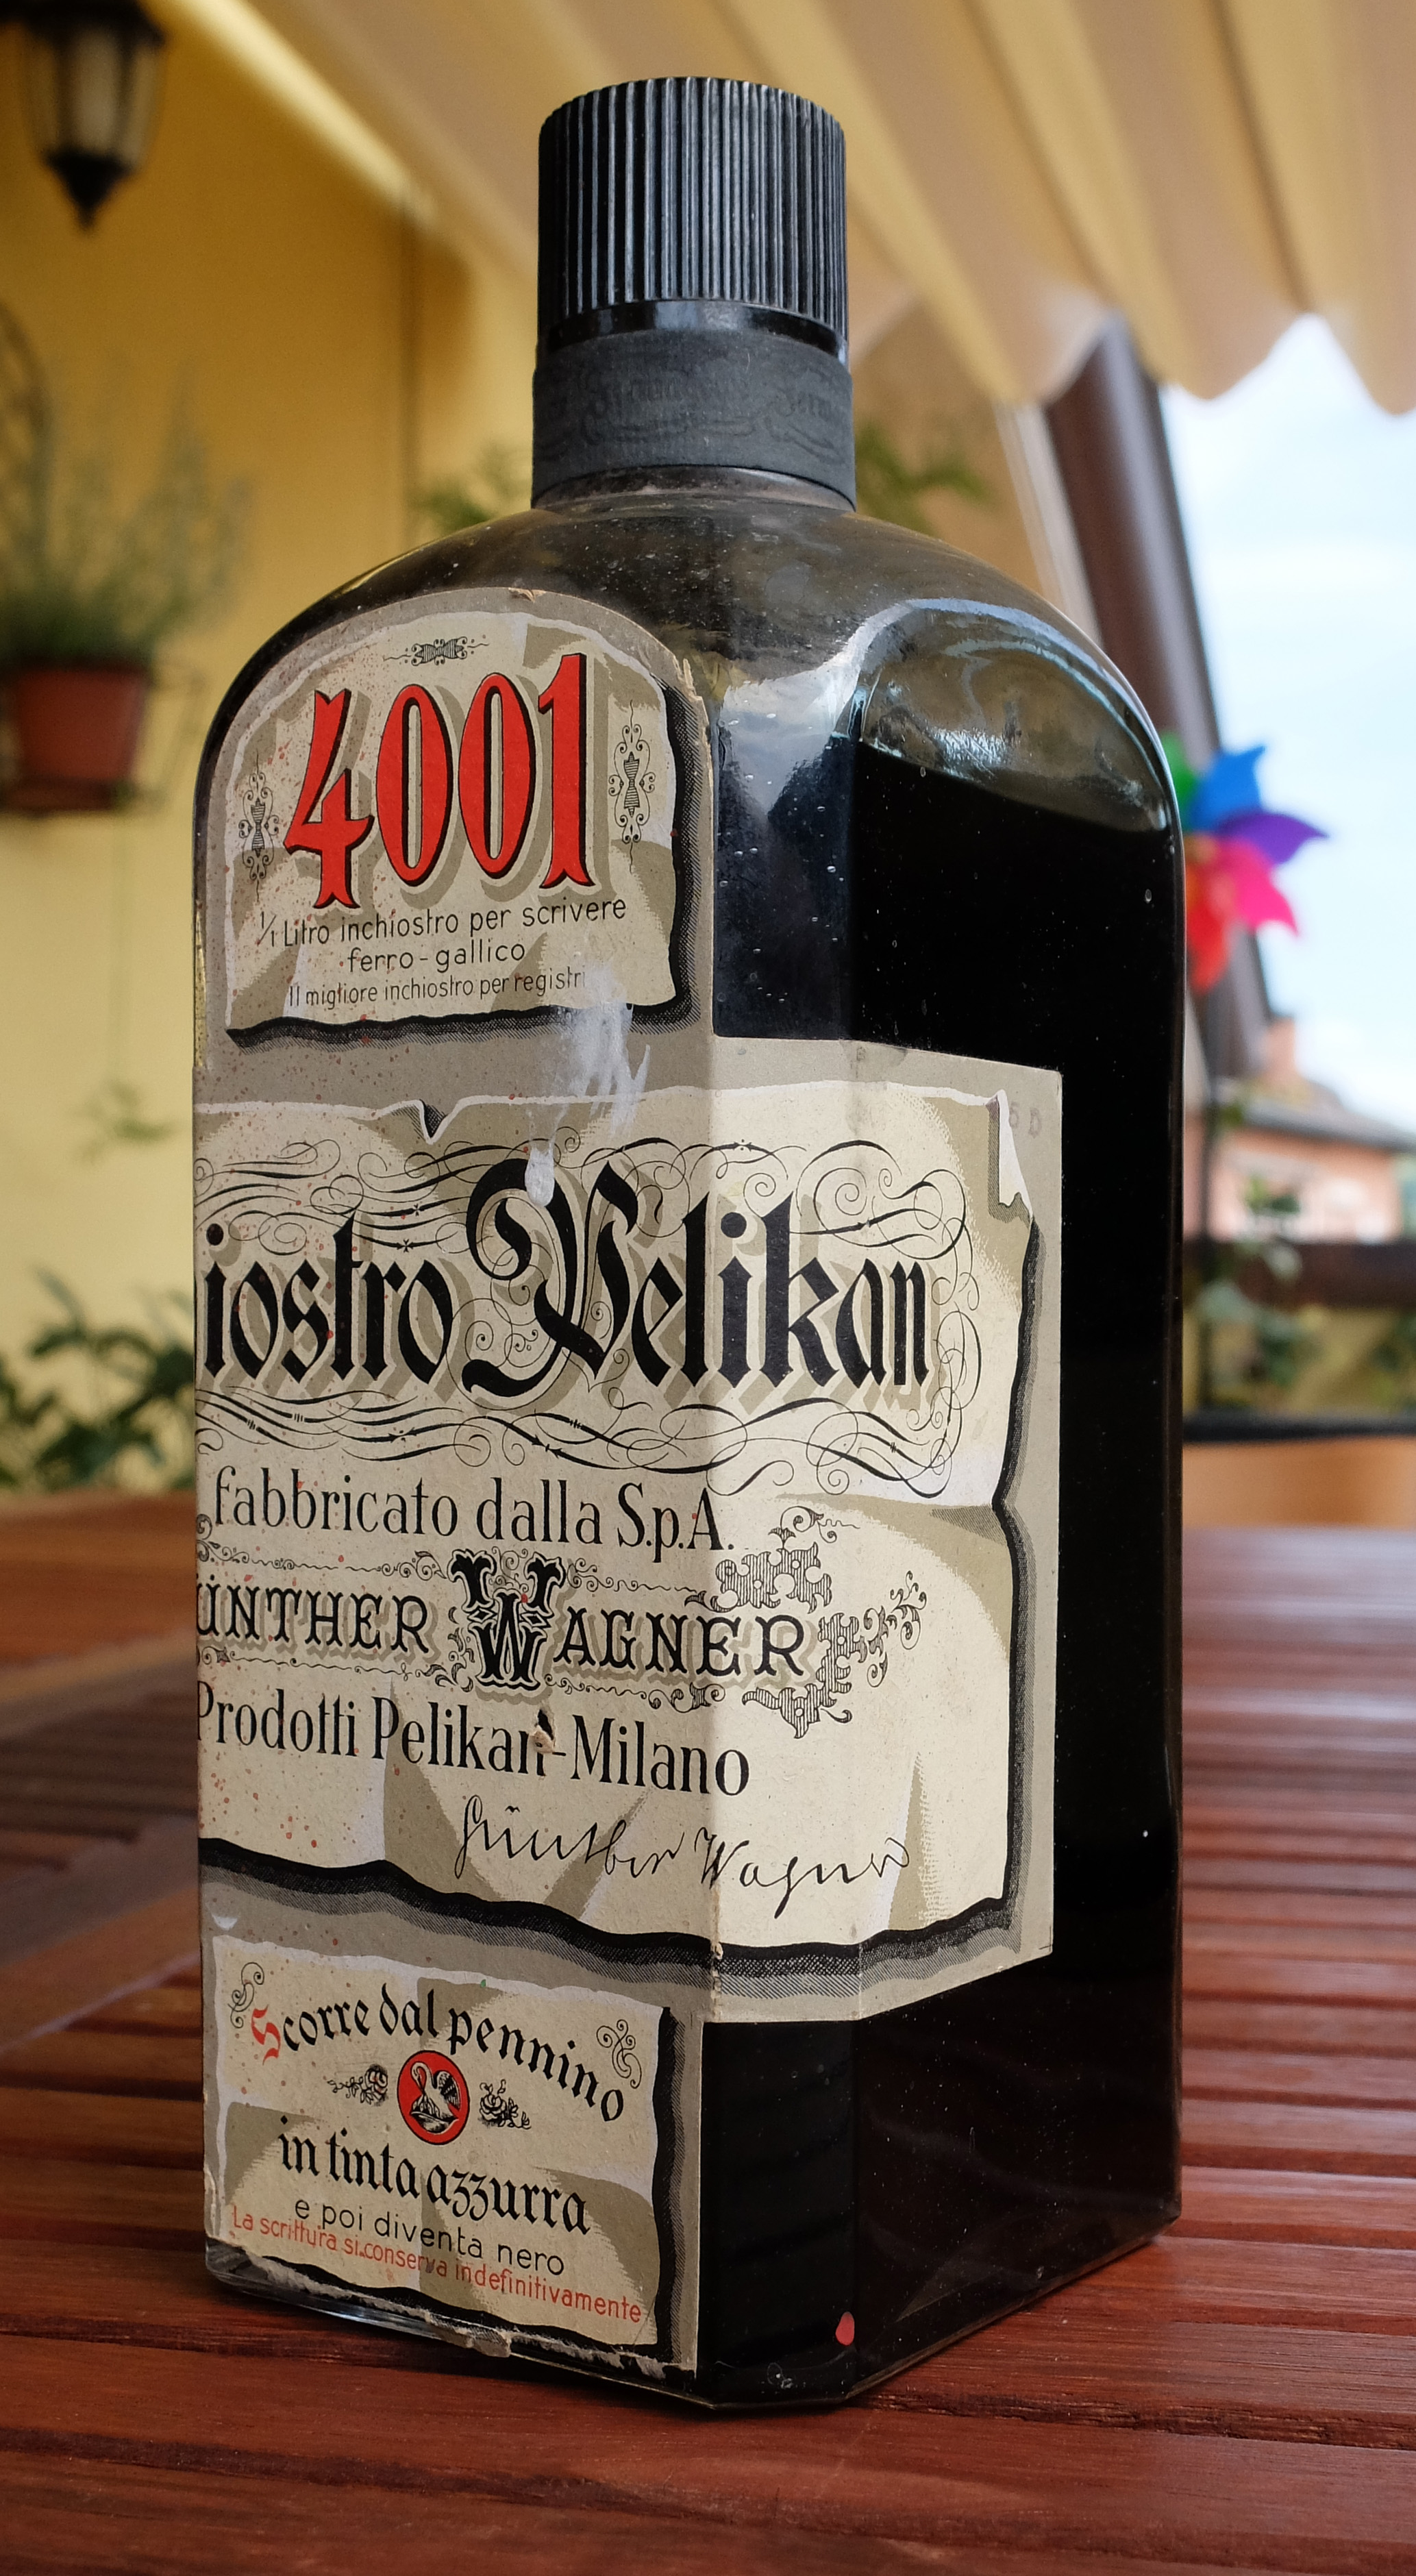 4001
1/1 Litro inchiostro per scrivere
ferro-gallico
Il migliore inchiostro per registri
iostro Pelikan
fabbricato dalla S.p.A.
ÜNTHER WAGNER
Prodotti Pelikan-Milano
Günther Wagner
Scorre dal pennino
in tinta azzurra
e poi diventa nero
La scrittura si conserva indefinitivamente